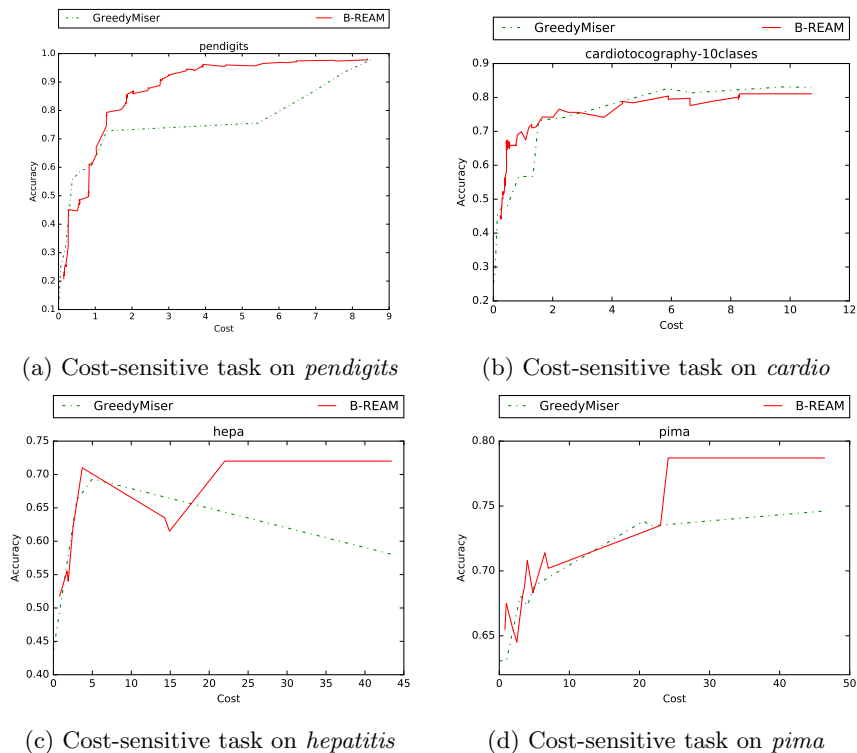 GreedyMiser B-REAM
pendigits
1.0
0.9
0.8
0.7
0.6
0.5
0.4
0.3
0.2
0.1
Accuracy
0 1 2 3 4 5 6 7 8 9
Cost
(a) Cost-sensitive task on pendigits
GreedyMiser B-REAM
cardiotocography-10clases
0.9
0.8
0.7
0.6
0.5
0.4
0.3
0.2
Accuracy
0 2 4 6 8 10 12
Cost
(b) Cost-sensitive task on cardio
GreedyMiser B-REAM
hepa
0.75
0.70
0.65
0.60
0.55
0.50
0.45
0.40
Accuracy
0 5 10 15 20 25 30 35 40 45
Cost
(c) Cost-sensitive task on hepatitis
GreedyMiser B-REAM
pima
0.80
0.75
0.70
0.65
Accuracy
0 10 20 30 40 50
Cost
(d) Cost-sensitive task on pima